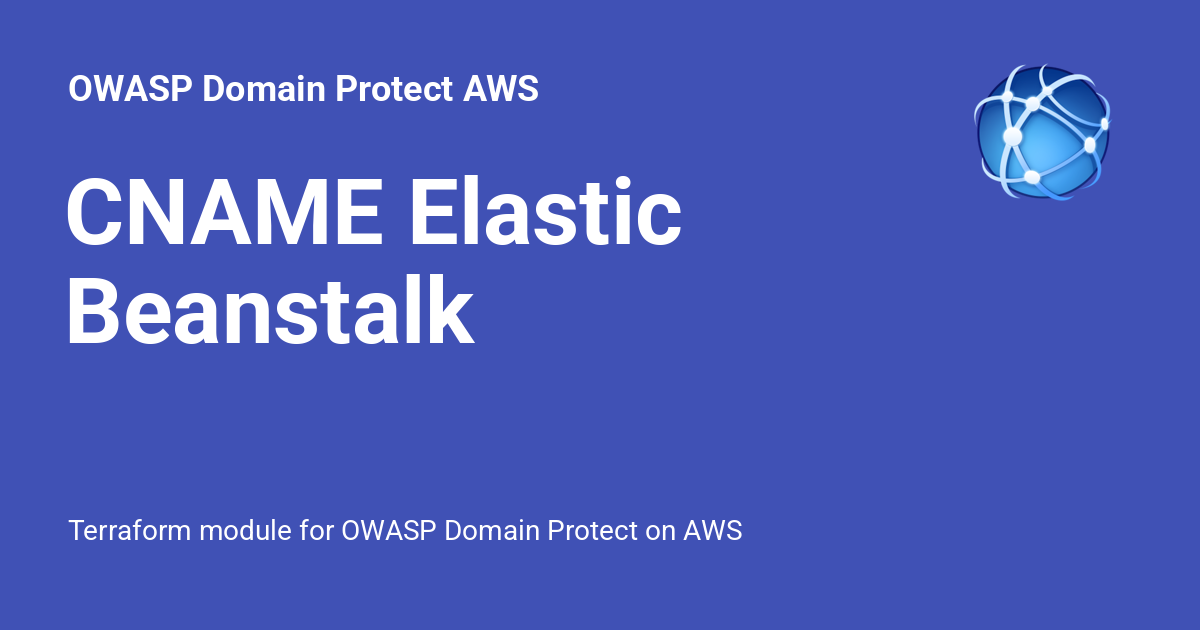 OWASP Domain Protect AWS
CNAME Elastic
Beanstalk
Terraform module for OWASP Domain Protect on AWS